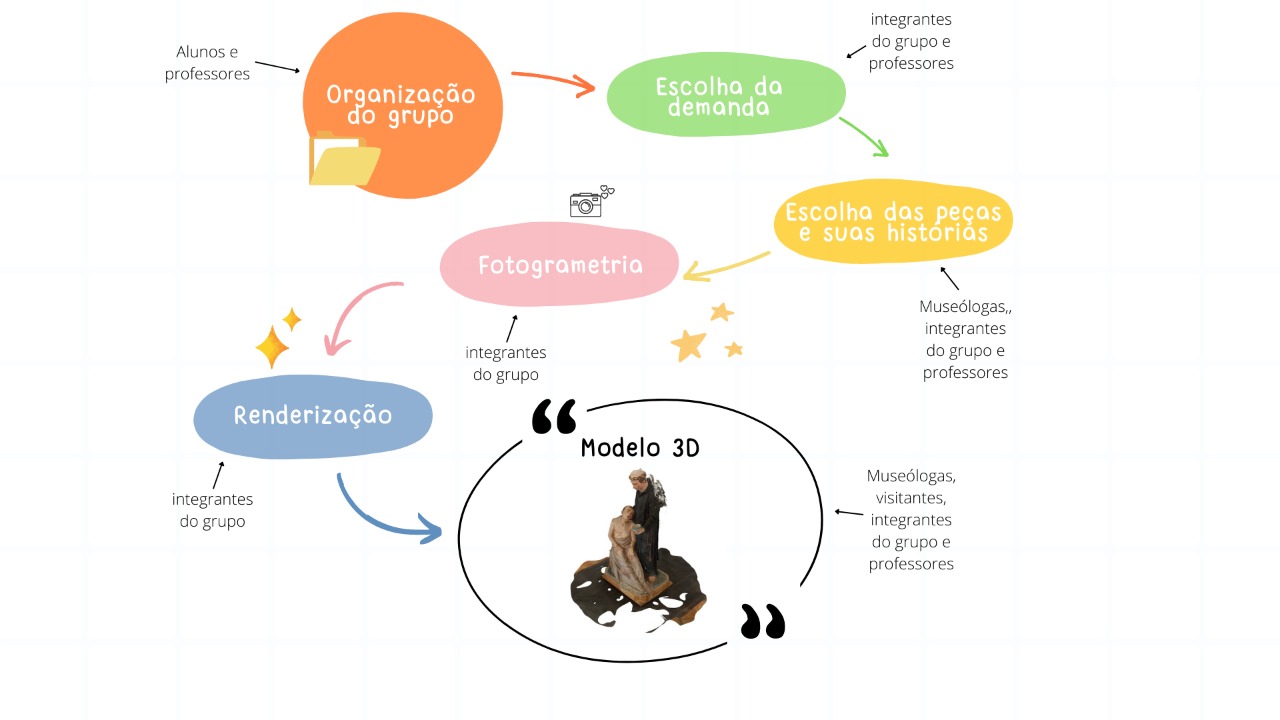 Alunos e
professores
Organização
do grupo
Escolha da
demanda
integrantes
do grupo e
professores
Escolha das peças
e suas histórias
Museólogas,,
integrantes
do grupo e
professores
Fotogrametria
integrantes
do grupo
Renderização
integrantes
do grupo
“
Modelo 3D
”
Museólogas,
visitantes,
integrantes
do grupo e
professores